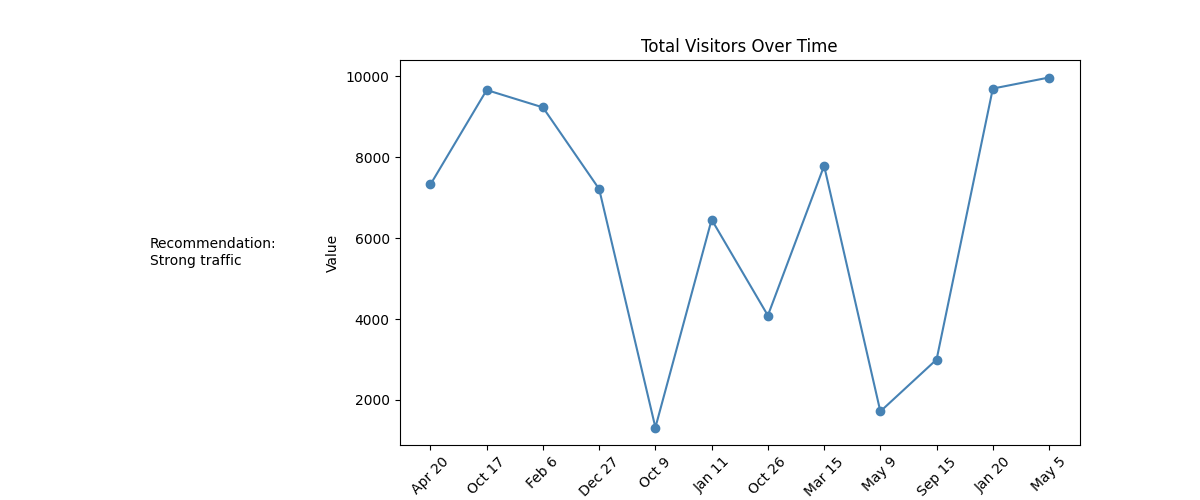 Total Visitors Over Time
Recommendation:
Strong traffic
Value
10000
8000
6000
4000
2000
Apr 20
Oct 17
Feb 6
Dec 27
Oct 9
Jan 11
Oct 26
Mar 15
May 9
Sep 15
Jan 20
May 5